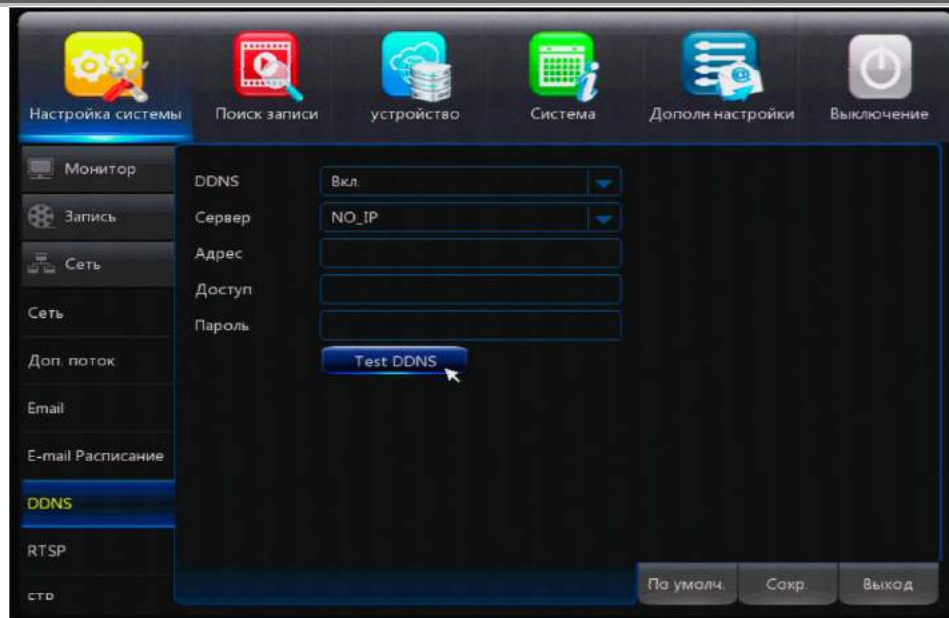 Настройка системы
Поиск записи
устройство
Система
Дополн настройки
Выключение
Монитор
Запись
Сеть
Сеть
Доп. поток
Email
E-mail Расписание
DDNS
RTSP
DDNS
Вкл.
Сервер
NO_IP
Адрес
Доступ
Пароль
Test DDNS
По умолч.
Сохр.
Выход